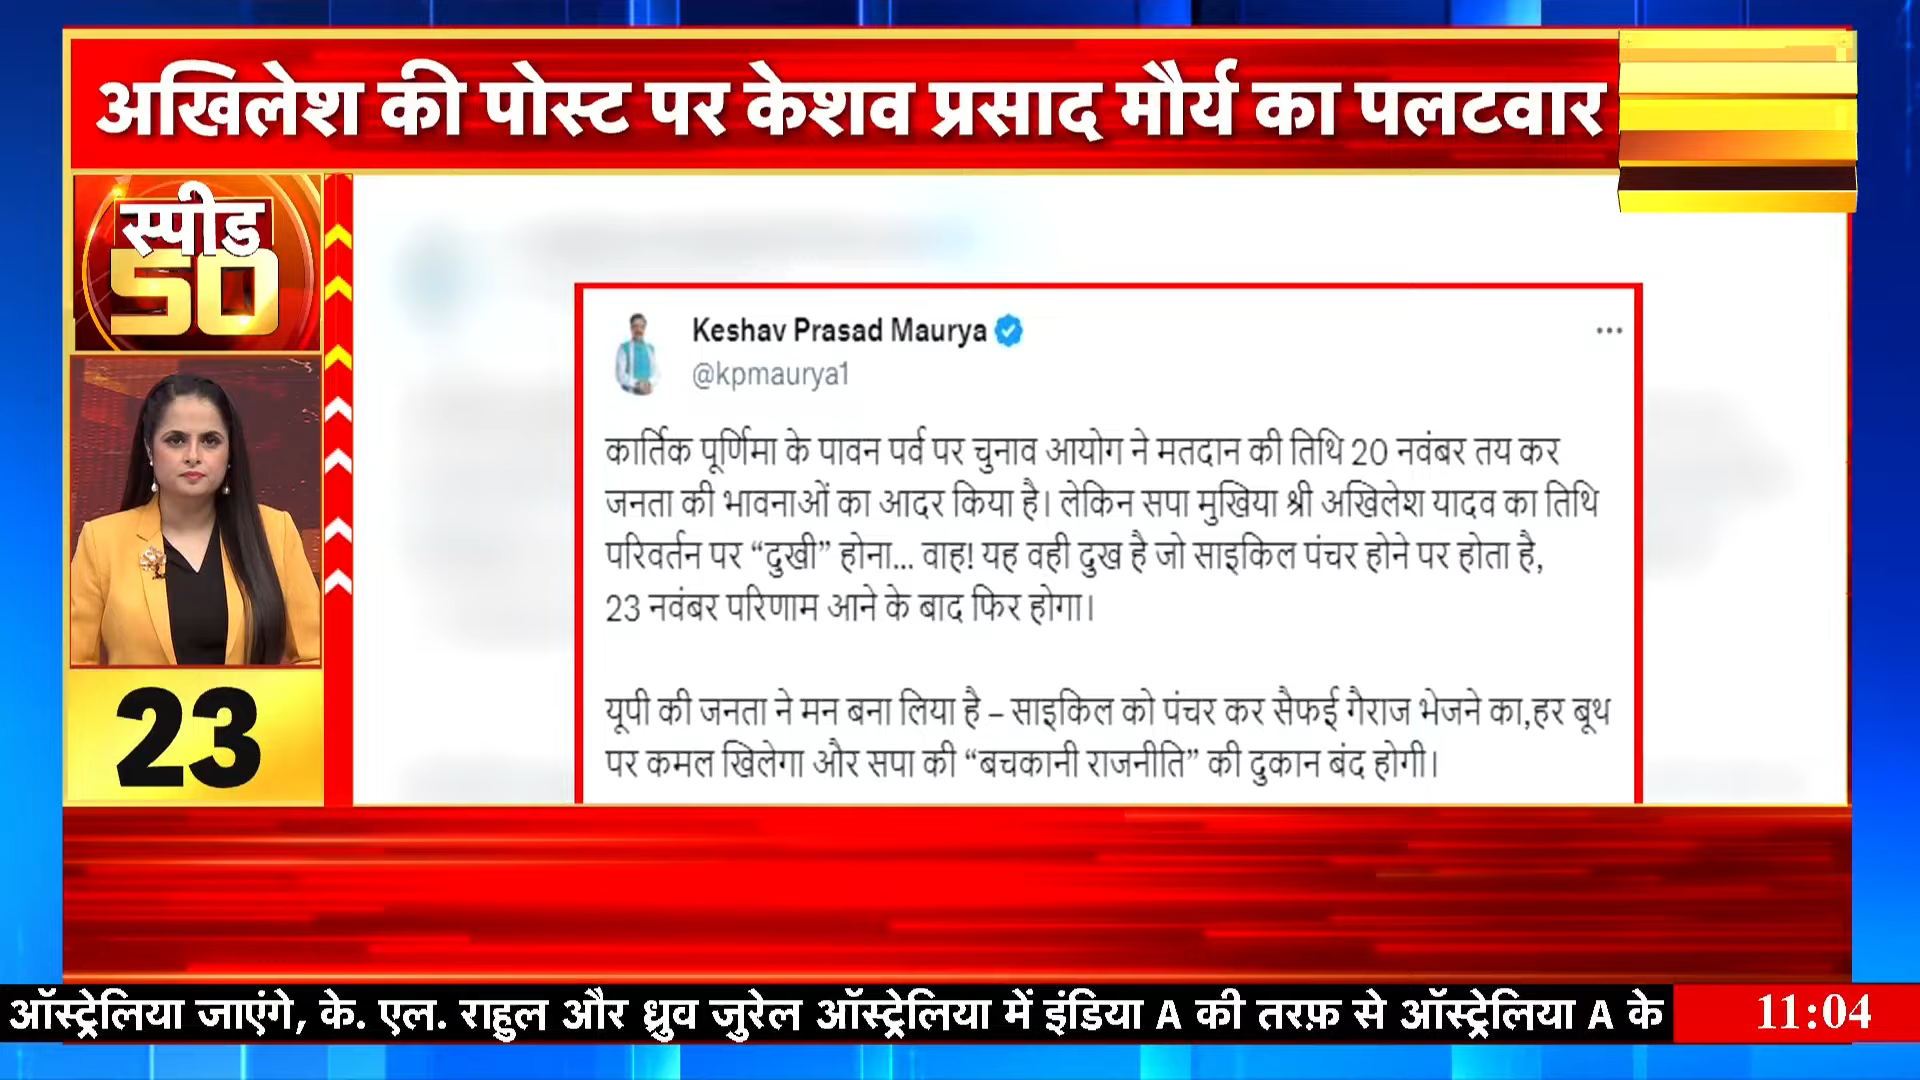 अखिलेश की पोस्ट पर केशव प्रसाद मौर्य का पलटवार
स्पीड
50
Keshav Prasad Maurya
@kpmaurya1
कार्तिक पूर्णिमा के पावन पर्व पर चुनाव आयोग ने मतदान की तिथि 20 नवंबर तय कर
जनता की भावनाओं का आदर किया है। लेकिन सपा मुखिया श्री अखिलेश यादव का तिथि
परिवर्तन पर “दुखी” होना... वाह! यह वही दुख है जो साइकिल पंचर होने पर होता है,
23 नवंबर परिणाम आने के बाद फिर होगा।
यूपी की जनता ने मन बना लिया है – साइकिल को पंचर कर सैफई गैराज भेजने का,हर बूथ
पर कमल खिलेगा और सपा की “बचकानी राजनीति” की दुकान बंद होगी।
23
ऑस्ट्रेलिया जाएंगे, के. एल. राहुल और ध्रुव जुरेल ऑस्ट्रेलिया में इंडिया A की तरफ़ से ऑस्ट्रेलिया A के
11:04